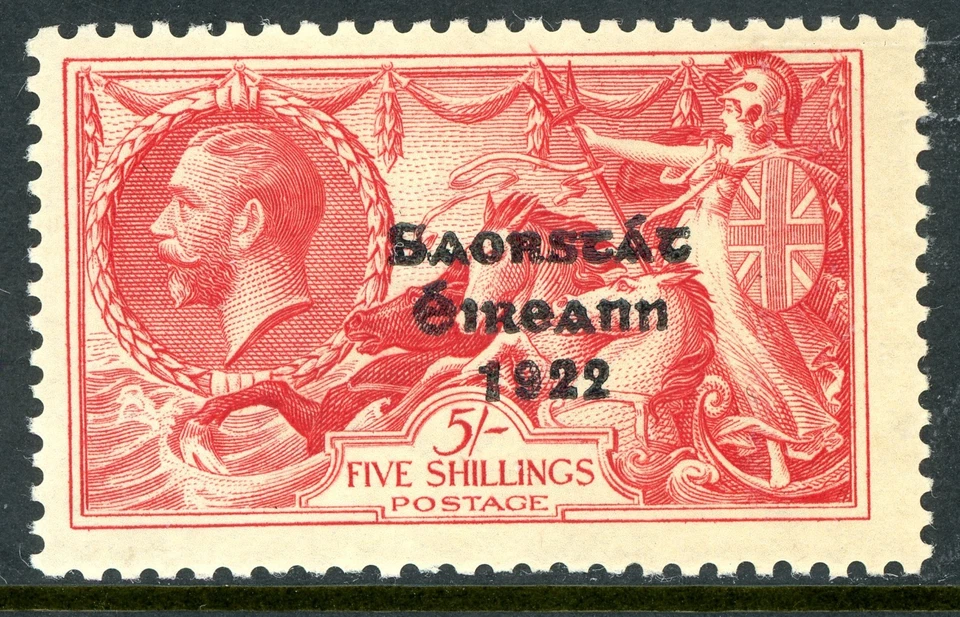 Saorstát
Éireann
1922
5/-
FIVE SHILLINGS
POSTAGE